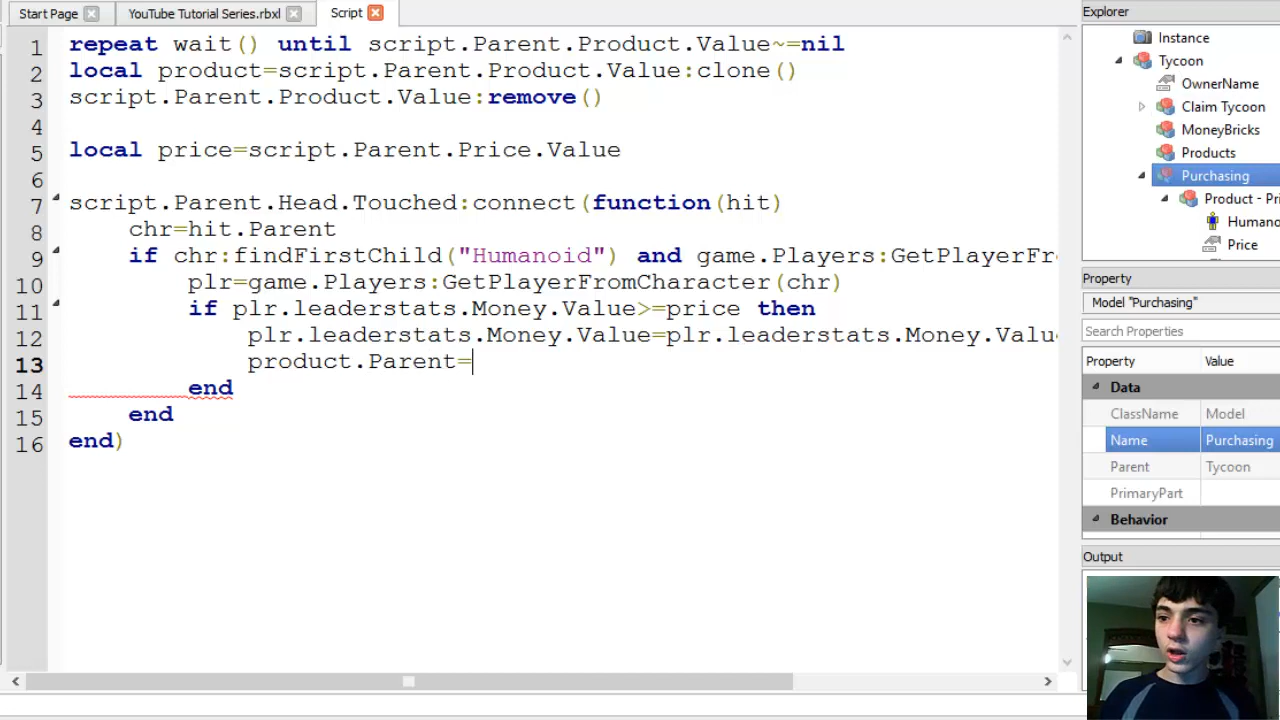 Start Page YouTube Tutorial Series.rbxl Script
1 repeat wait() until script.Parent.Product.Value~=nil
2 local product=script.Parent.Product.Value:clone()
3 script.Parent.Product.Value:remove()
4
5 local price=script.Parent.Price.Value
6
7 script.Parent.Head.Touched:connect(function(hit)
8 chr=hit.Parent
9 if chr:findFirstChild("Humanoid") and game.Players:GetPlayerFr
10 plr=game.Players:GetPlayerFromCharacter(chr)
11 if plr.leaderstats.Money.Value>=price then
12 plr.leaderstats.Money.Value=plr.leaderstats.Money.Valu
13 product.Parent=
14 end
15 end
16 end)
Explorer
Instance
Tycoon
OwnerName
Claim Tycoon
MoneyBricks
Products
Purchasing
Product - Pri
Humano
Price
Property
Model "Purchasing"
Search Properties
Property Value
Data
ClassName Model
Name Purchasing
Parent Tycoon
PrimaryPart
Behavior
Output